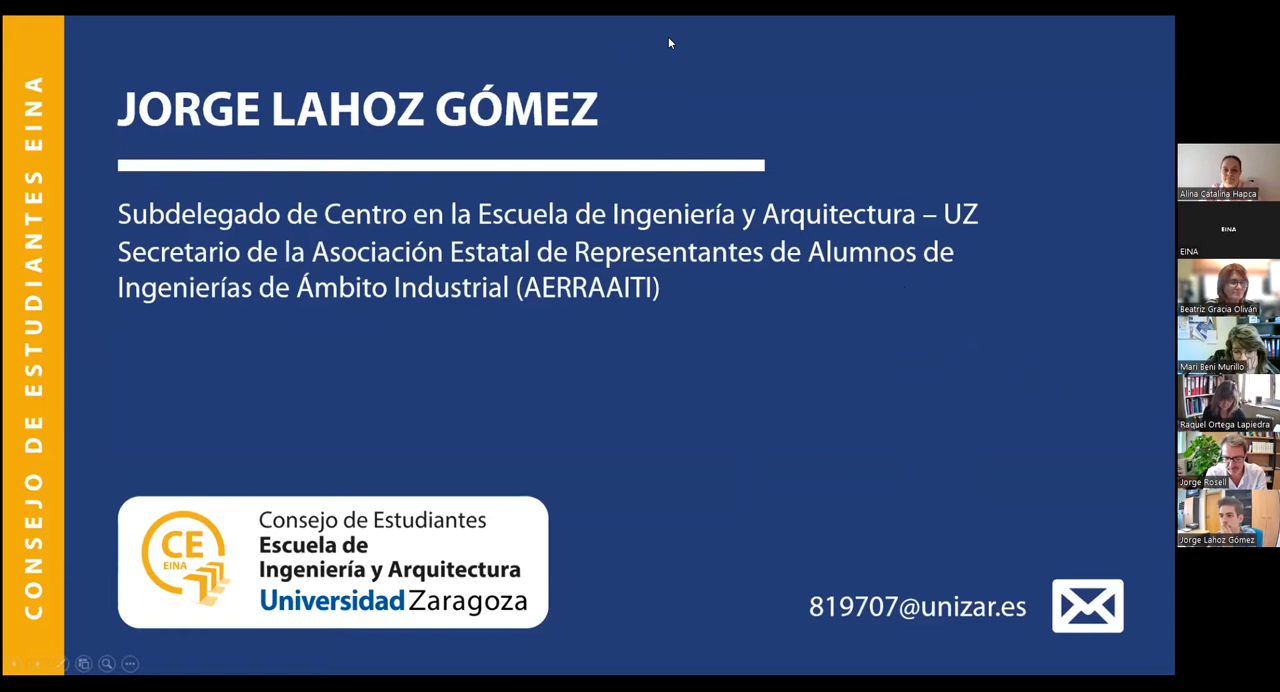 CONSEJO DE ESTUDIANTES EINA
JORGE LAHOZ GÓMEZ
Subdelegado de Centro en la Escuela de Ingeniería y Arquitectura – UZ
Secretario de la Asociación Estatal de Representantes de Alumnos de
Ingenierías de Ámbito Industrial (AERRAAITI)
CE
EINA
Consejo de Estudiantes
Escuela de
Ingeniería y Arquitectura
Universidad Zaragoza
819707@unizar.es
Alina Catalina Hapca
EINA
EINA
Beatriz Gracia Oliván
Mari Beni Murillo
Raquel Ortega Lapiedra
Jorge Rosell
Jorge Lahoz Gómez